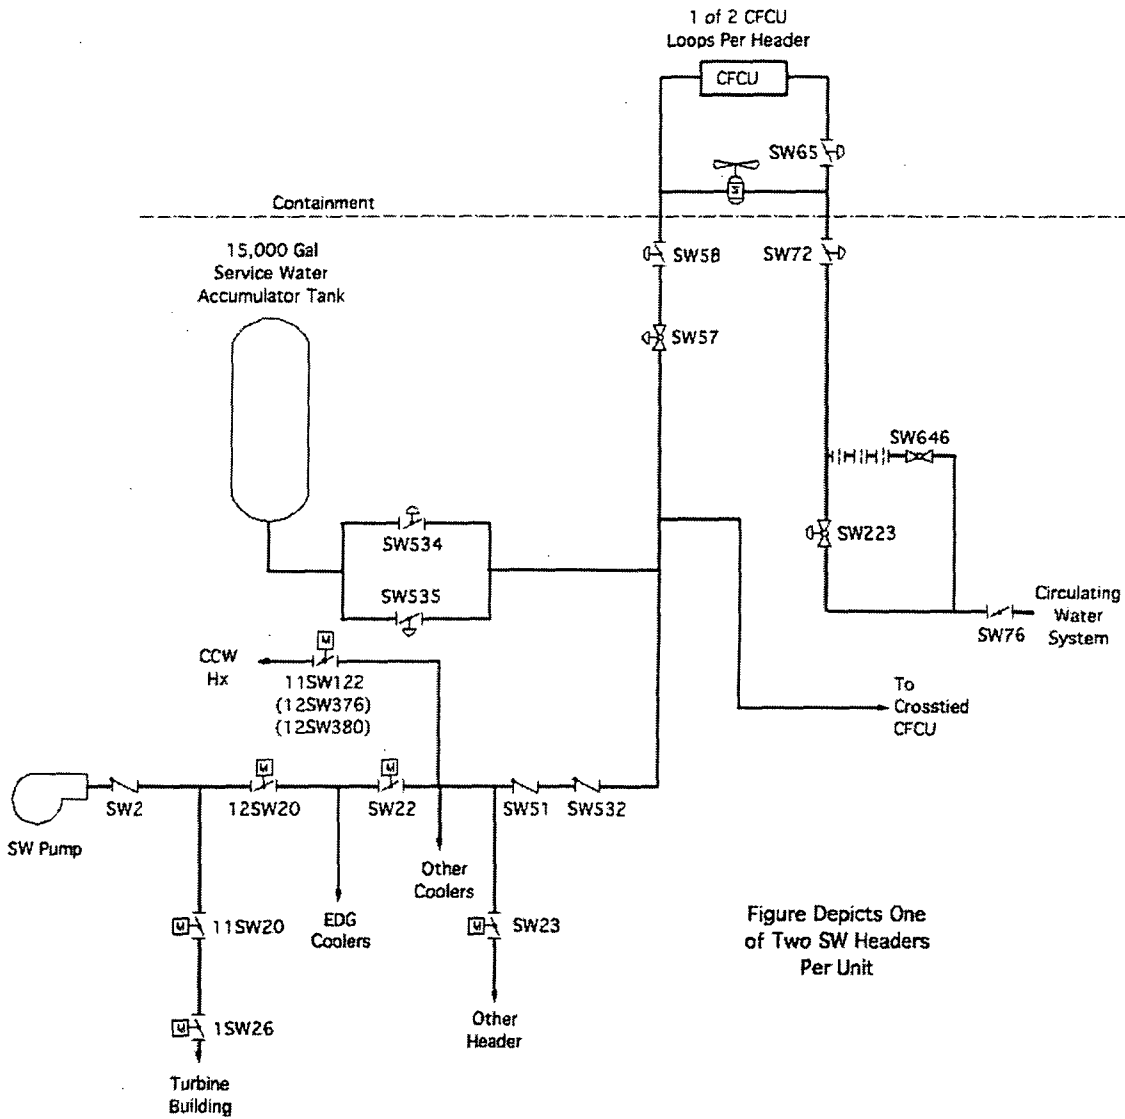 1 of 2 CFCU
Loops Per Header
CFCU
SW65
M
Containment
SW58
SW72
15,000 Gal
Service Water
Accumulator Tank
SW57
SW646
SW534
SW223
SW535
Circulating
Water
System
SW76
M
CCW
Hx
11SW122
(12SW376)
(12SW380)
To
Crosstied
CFCU
M
M
SW2
12SW20
SW22
SW51
SW532
SW Pump
Other
Coolers
EDG
Coolers
M
11SW20
M
SW23
Figure Depicts One
of Two SW Headers
Per Unit
M
1SW26
Other
Header
Turbine
Building